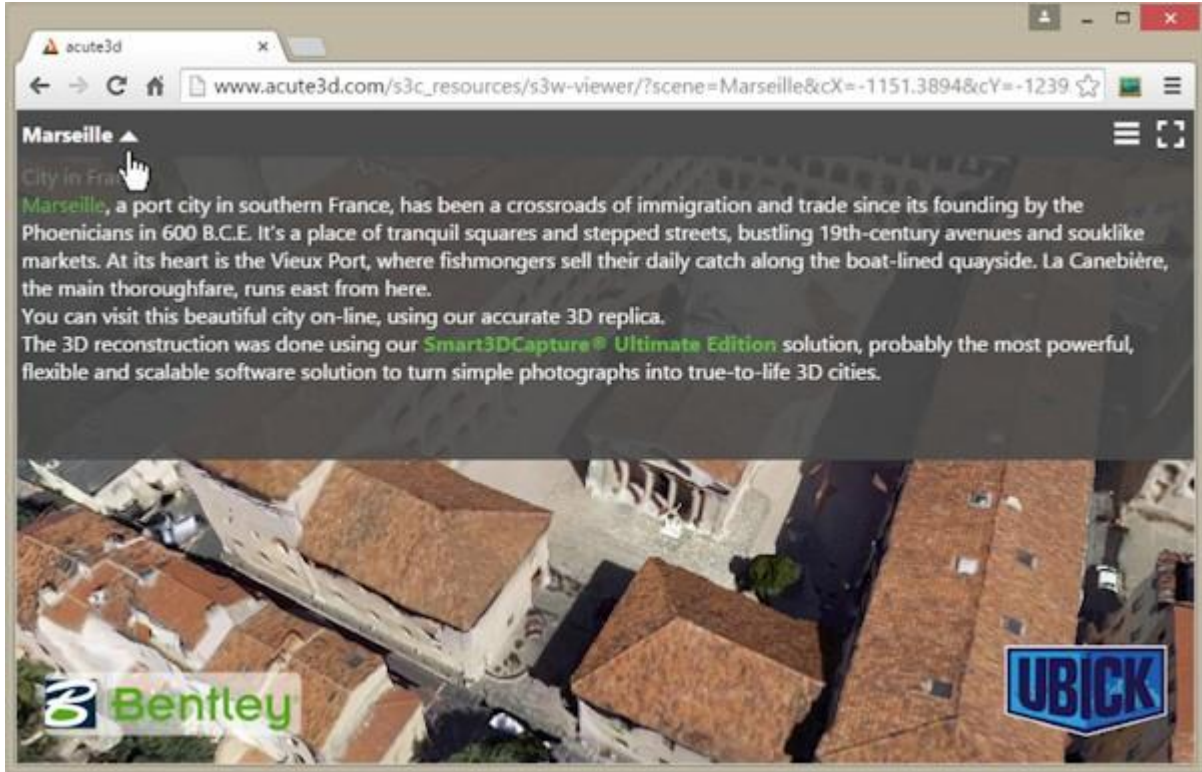 acute3d
www.acute3d.com/s3c_resources/s3w-viewer/?scene=Marseille&cX=-1151.3894&cY=-1239
Marseille
City in Fra
Marseille, a port city in southern France, has been a crossroads of immigration and trade since its founding by the
Phoenicians in 600 B.C.E. It's a place of tranquil squares and stepped streets, bustling 19th-century avenues and souklike
markets. At its heart is the Vieux Port, where fishmongers sell their daily catch along the boat-lined quayside. La Canebière,
the main thoroughfare, runs east from here.
You can visit this beautiful city on-line, using our accurate 3D replica.
The 3D reconstruction was done using our Smart3DCapture® Ultimate Edition solution, probably the most powerful,
flexible and scalable software solution to turn simple photographs into true-to-life 3D cities.
B Bentley
UBICK